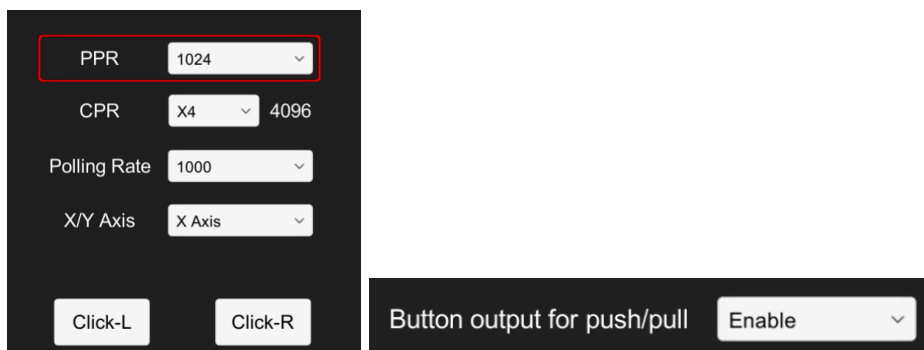 PPR 1024
CPR X4 4096
Polling Rate 1000
X/Y Axis X Axis
Click-L Click-R
Button output for push/pull Enable